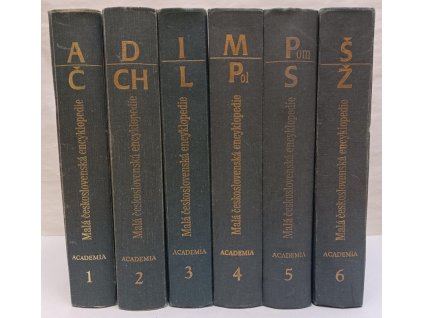 A
Č
Malá československá encyklopedie
ACADEMIA
1
D
CH
Malá československá encyklopedie
ACADEMIA
2
I
L
Malá československá encyklopedie
ACADEMIA
3
M
Pol
Malá československá encyklopedie
ACADEMIA
4
Pom
S
Malá československá encyklopedie
ACADEMIA
5
Š
Ž
Malá československá encyklopedie
ACADEMIA
6